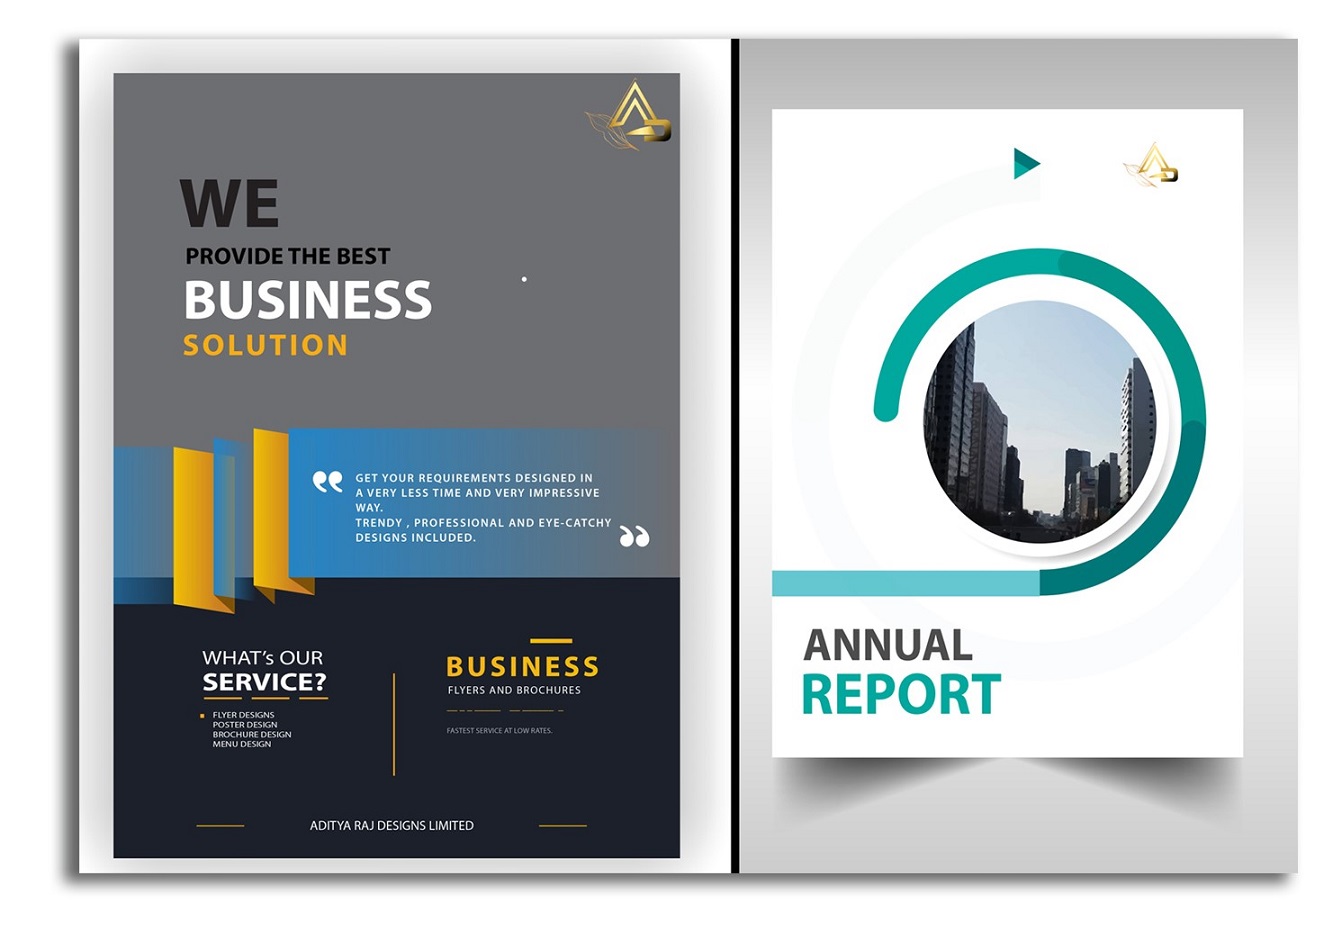 WE
PROVIDE THE BEST
BUSINESS
SOLUTION
GET YOUR REQUIREMENTS DESIGNED IN
A VERY LESS TIME AND VERY IMPRESSIVE
WAY.
TRENDY , PROFESSIONAL AND EYE-CATCHY
DESIGNS INCLUDED.
WHAT's OUR
SERVICE?
FLYER DESIGNS
POSTER DESIGN
BROCHURE DESIGN
MENU DESIGN
BUSINESS
FLYERS AND BROCHURES
FASTEST SERVICE AT LOW RATES.
ADITYA RAJ DESIGNS LIMITED
ANNUAL
REPORT